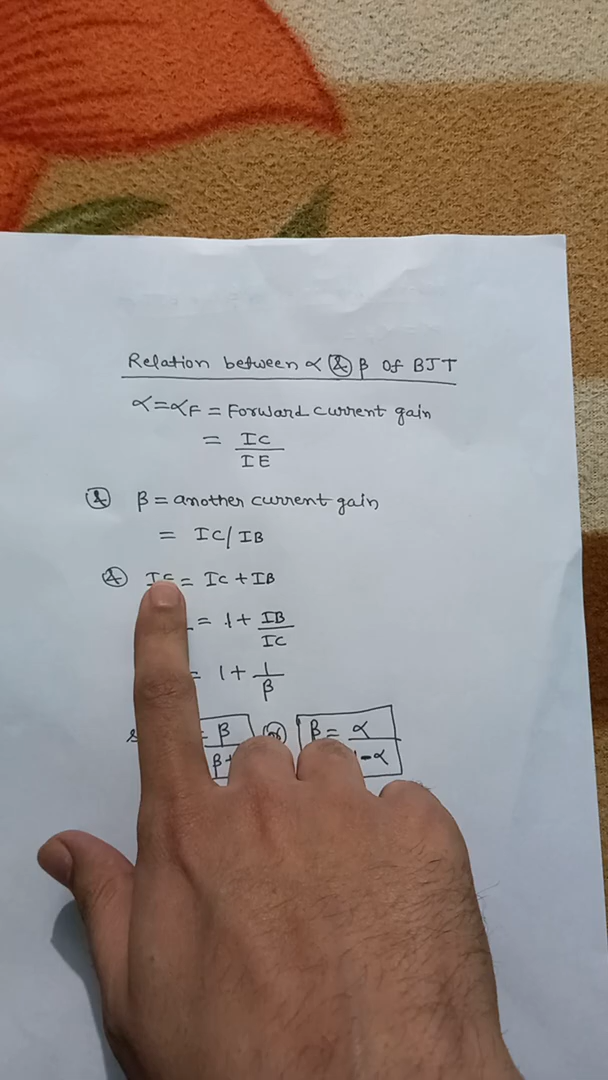 Relation between α & β of BJT
α=αF = Forward current gain
= IC
IE
& β = another current gain
= IC/IB
& = IC + IB
= 1 + IB
IC
= 1 + 1
β
= β β = α
β+ -α